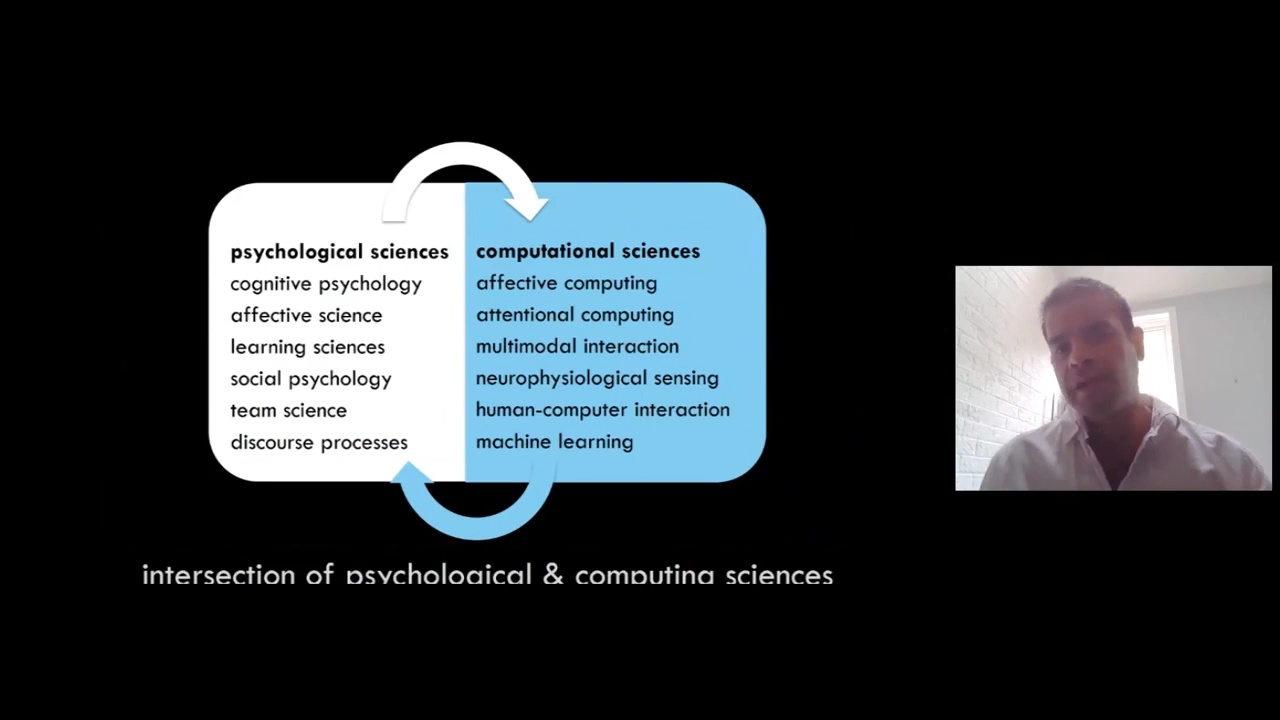 psychological sciences
cognitive psychology
affective science
learning sciences
social psychology
team science
discourse processes
computational sciences
affective computing
attentional computing
multimodal interaction
neurophysiological sensing
human-computer interaction
machine learning
intersection of psychological & computing sciences